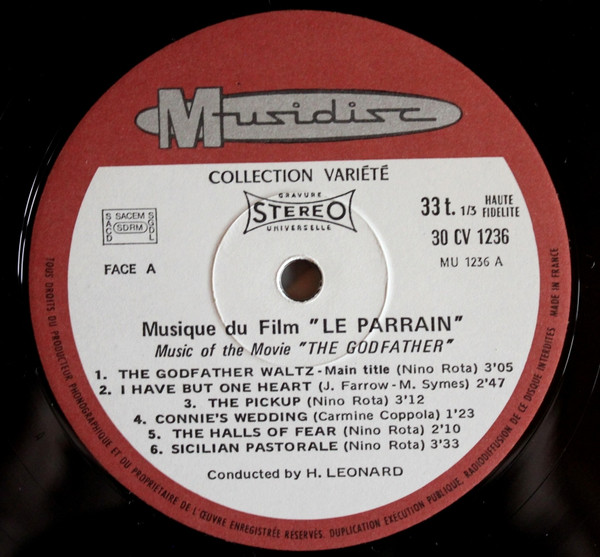 Musidisc
COLLECTION VARIÉTÉ
GRAVURE
STEREO
UNIVERSELLE
SACD SACEM SGDL
SDRM
33 t. 1/3 HAUTE FIDELITE
30 CV 1236
MU 1236 A
FACE A
Musique du Film "LE PARRAIN"
Music of the Movie "THE GODFATHER"
1. THE GODFATHER WALTZ - Main title (Nino Rota) 3'05
2. I HAVE BUT ONE HEART (J. Farrow - M. Symes) 2'47
3. THE PICKUP (Nino Rota) 3'12
4. CONNIE'S WEDDING (Carmine Coppola) 1'23
5. THE HALLS OF FEAR (Nino Rota) 2'10
6. SICILIAN PASTORALE (Nino Rota) 3'33
Conducted by H. LEONARD
TOUS DROITS DU PRODUCTEUR PHONOGRAPHIQUE ET DU PROPRIÉTAIRE DE L'ŒUVRE ENREGISTRÉE RÉSERVÉS. DUPLICATION EXÉCUTION PUBLIQUE, RADIODIFFUSION DE CE DISQUE INTERDITES - MADE IN FRANCE